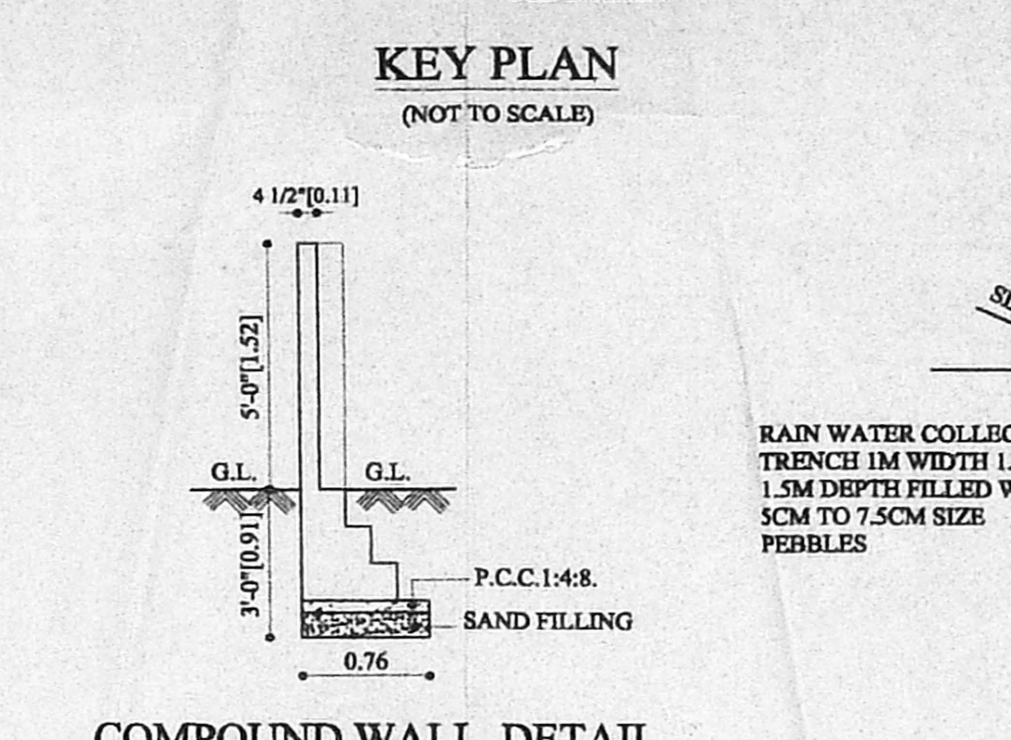 KEY PLAN
(NOT TO SCALE)
4 1/2"[0.11]
5'-0"[1.52]
G.L.
G.L.
3'-0"[0.91]
P.C.C.1:4:8.
SAND FILLING
0.76
COMPOUND WALL DETAIL
RAIN WATER
TRENCH 1M WIDTH
1.5M DEPTH FILLED
5CM TO 7.5CM SIZE
PEBBLES